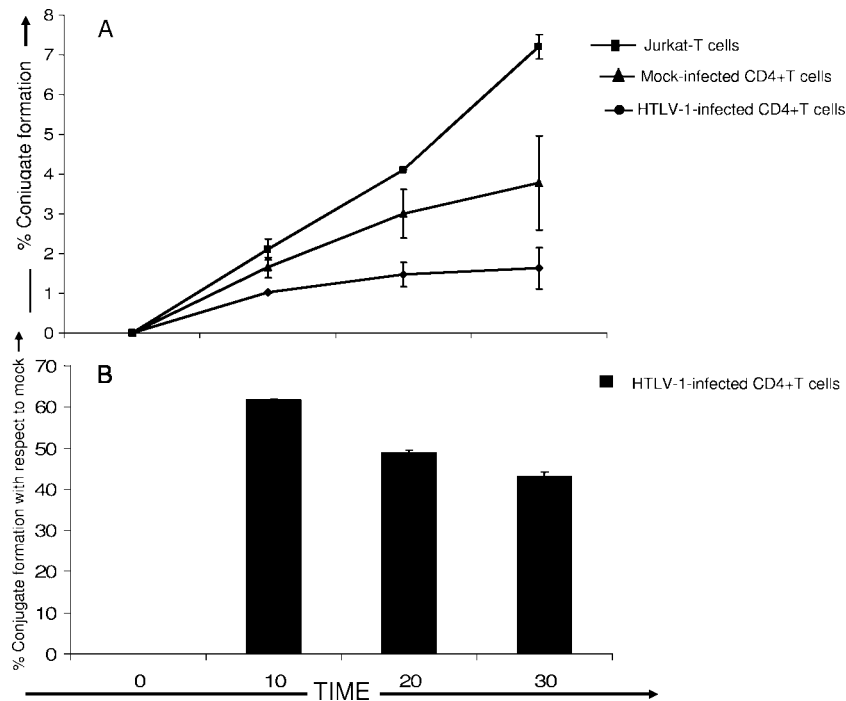 A
% Conjugate formation
8
7
6
5
4
3
2
1
0
Jurkat-T cells
Mock-infected CD4+T cells
HTLV-1-infected CD4+T cells
B
% Conjugate formation with respect to mock
70
60
50
40
30
20
10
0
HTLV-1-infected CD4+T cells
0 10 20 30
TIME